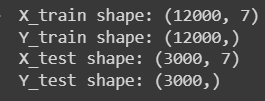 X_train shape: (12000, 7)
Y_train shape: (12000,)
X_test shape: (3000, 7)
Y_test shape: (3000,)